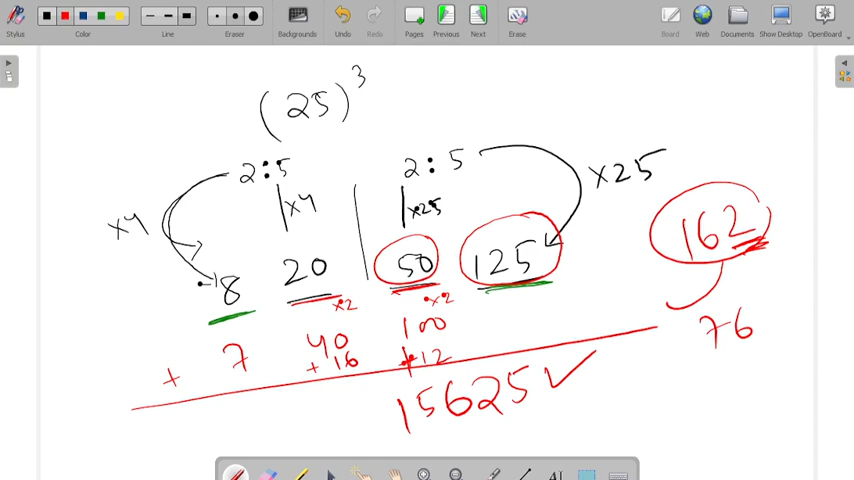 Stylus
Color
Line
Eraser
Backgrounds
Undo
Redo
Pages
Previous
Next
Erase
Board
Web
Documents
Show Desktop
OpenBoard
(25)³
2:5
2:5
x4
x4
x25
x25
8
20
50
125
162
x2
x2
7
40
100
76
+
+16
+12
15625✓